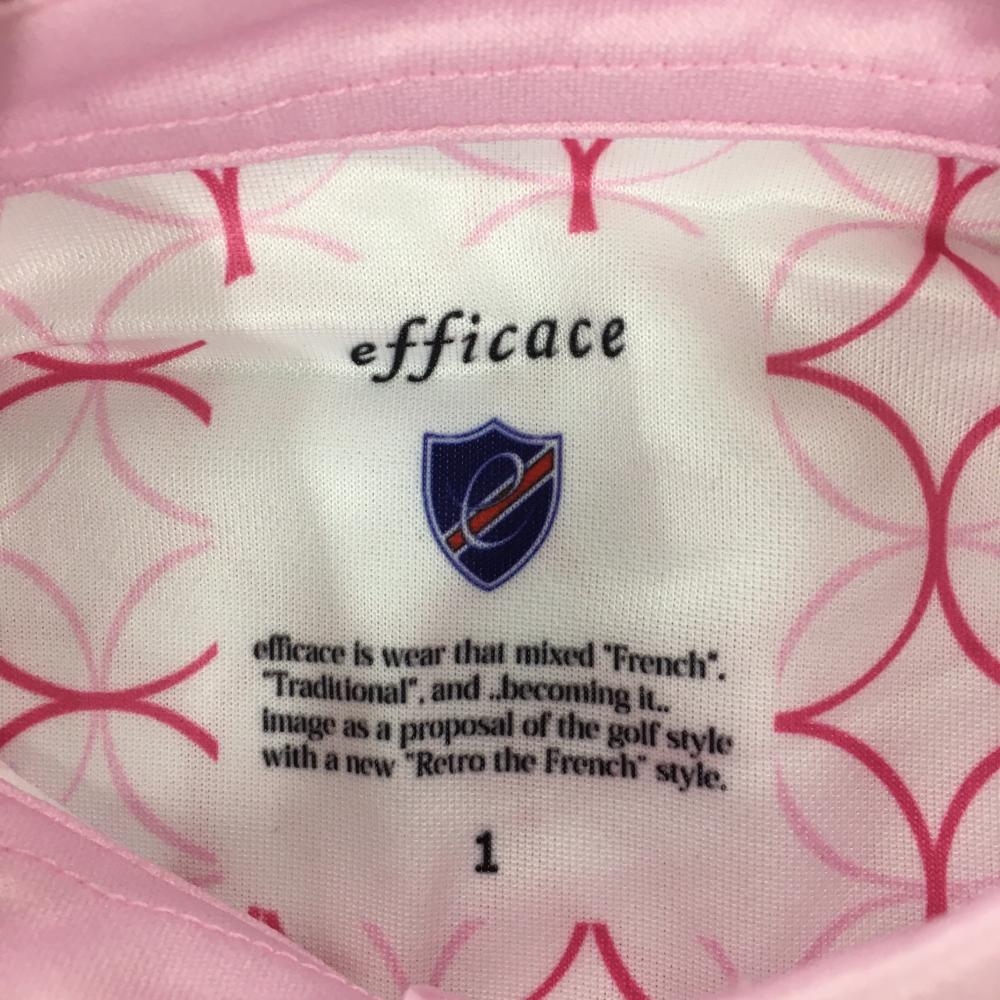 efficace
e
efficace is wear that mixed "French".
"Traditional", and ..becoming it..
image as a proposal of the golf style
with a new "Retro the French" style.
1